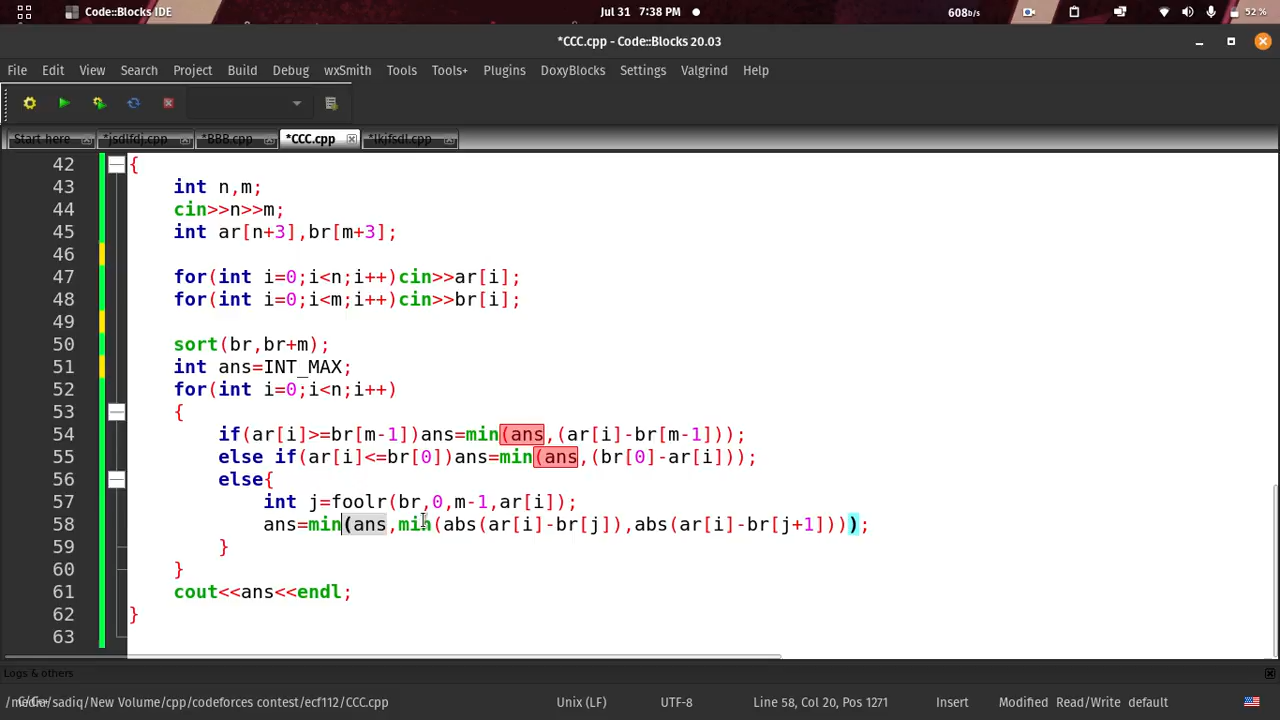 Code::Blocks IDE
Jul 31 7:38 PM
608b/s
52 %
*CCC.cpp - Code::Blocks 20.03
File Edit View Search Project Build Debug wxSmith Tools Tools+ Plugins DoxyBlocks Settings Valgrind Help
Start here *jsdlfdj.cpp *BBB.cpp *CCC.cpp *lkjfsdl.cpp
42 {
43 int n,m;
44 cin>>n>>m;
45 int ar[n+3],br[m+3];
46
47 for(int i=0;i<n;i++)cin>>ar[i];
48 for(int i=0;i<m;i++)cin>>br[i];
49
50 sort(br,br+m);
51 int ans=INT_MAX;
52 for(int i=0;i<n;i++)
53 {
54 if(ar[i]>=br[m-1])ans=min(ans,(ar[i]-br[m-1]));
55 else if(ar[i]<=br[0])ans=min(ans,(br[0]-ar[i]));
56 else{
57 int j=foolr(br,0,m-1,ar[i]);
58 ans=min(ans,min(abs(ar[i]-br[j]),abs(ar[i]-br[j+1])));
59 }
60 }
61 cout<<ans<<endl;
62 }
63
Logs & others
Unix (LF) UTF-8 Line 58, Col 20, Pos 1271 Insert Modified Read/Write default